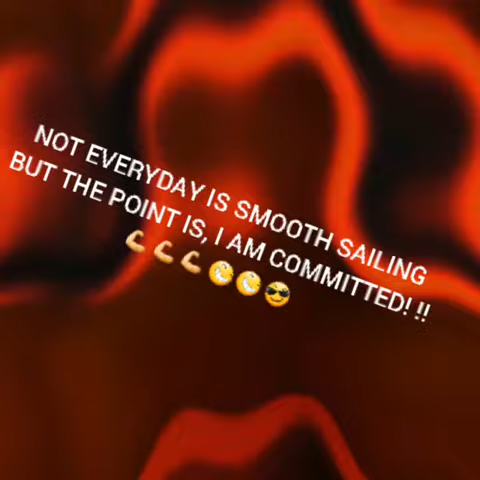 NOT EVERYDAY IS SMOOTH SAILING
BUT THE POINT IS, I AM COMMITTED! !!
💪💪💪😆😆😎